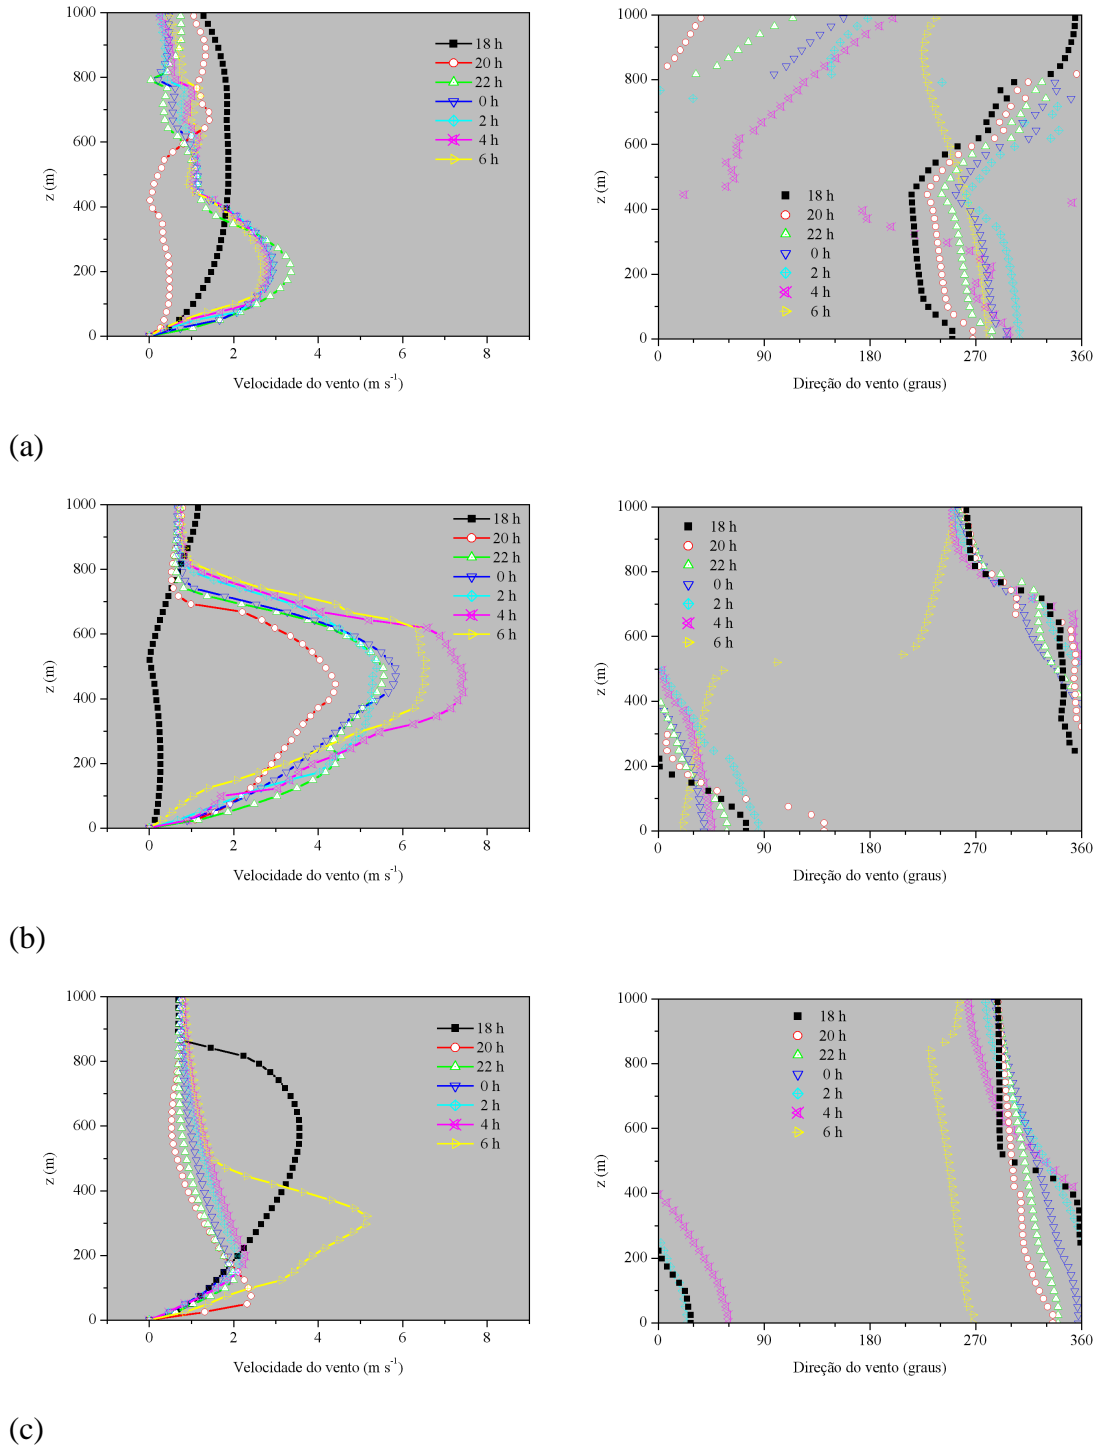 1000
800
600
400
200
0
z (m)
0 2 4 6 8
Velocidade do vento (m s⁻¹)
18 h
20 h
22 h
0 h
2 h
4 h
6 h
1000
800
600
400
200
0
z (m)
0 90 180 270 360
Direção do vento (graus)
18 h
20 h
22 h
0 h
2 h
4 h
6 h
(a)
1000
800
600
400
200
0
z (m)
0 2 4 6 8
Velocidade do vento (m s⁻¹)
18 h
20 h
22 h
0 h
2 h
4 h
6 h
1000
800
600
400
200
0
z (m)
0 90 180 270 360
Direção do vento (graus)
18 h
20 h
22 h
0 h
2 h
4 h
6 h
(b)
1000
800
600
400
200
0
z (m)
0 2 4 6 8
Velocidade do vento (m s⁻¹)
18 h
20 h
22 h
0 h
2 h
4 h
6 h
1000
800
600
400
200
0
z (m)
0 90 180 270 360
Direção do vento (graus)
18 h
20 h
22 h
0 h
2 h
4 h
6 h
(c)